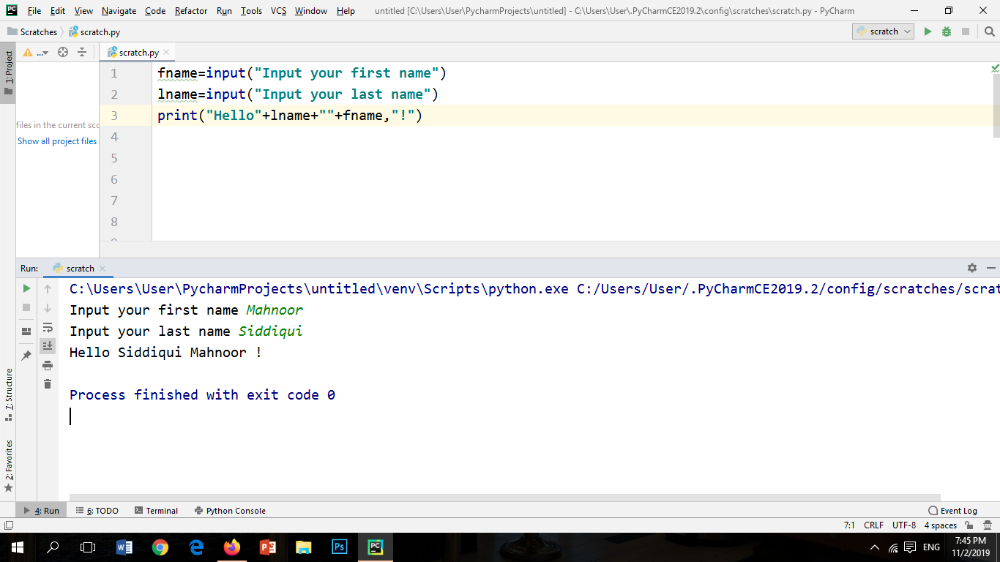 File Edit View Navigate Code Refactor Run Tools VCS Window Help untitled [C:\Users\User\PycharmProjects\untitled] - C:\Users\User\.PyCharmCE2019.2\config\scratches\scratch.py - PyCharm
Scratches scratch.py scratch
1: Project
... scratch.py
1 fname=input("Input your first name")
2 lname=input("Input your last name")
3 print("Hello"+lname+""+fname,"!")
4
5
6
7
8
files in the current sco
Show all project files
Run: scratch
C:\Users\User\PycharmProjects\untitled\venv\Scripts\python.exe C:/Users/User/.PyCharmCE2019.2/config/scratches/scrat
Input your first name Mahnoor
Input your last name Siddiqui
Hello Siddiqui Mahnoor !
Process finished with exit code 0
7: Structure
2: Favorites
4: Run 6: TODO Terminal Python Console Event Log
7:1 CRLF UTF-8 4 spaces
ENG 7:45 PM
11/2/2019